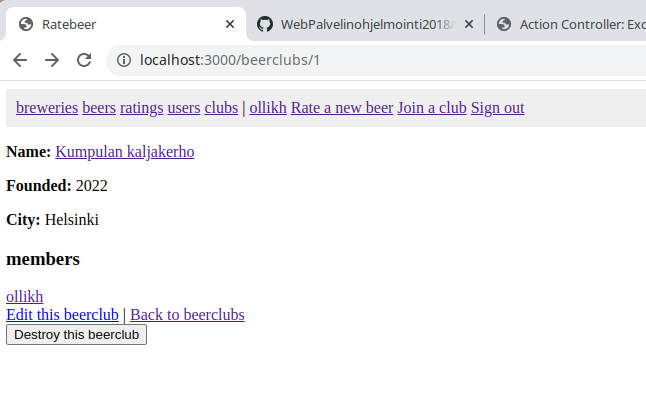 Ratebeer
WebPalvelinohjelmointi2018/
Action Controller: Exc
localhost:3000/beerclubs/1
breweries beers ratings users clubs | ollikh Rate a new beer Join a club Sign out
Name: Kumpulan kaljakerho
Founded: 2022
City: Helsinki
members
ollikh
Edit this beerclub | Back to beerclubs
Destroy this beerclub